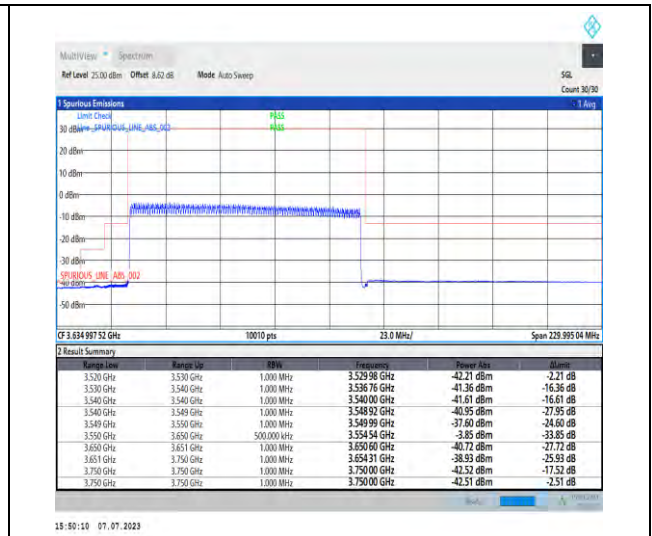 MultiView Spectrum
Ref Level 25.00 dBm Offset 8.62 dB Mode Auto Sweep SGL
Count 30/30
1 Spurious Emissions 1 Avg
Limit Check PASS
30 dBm Line _SPURIOUS_LINE_ABS_002 PASS
20 dBm
10 dBm
0 dBm
-10 dBm
-20 dBm
-30 dBm
SPURIOUS_LINE_ABS_002
-40 dBm
-50 dBm
CF 3.634 997 52 GHz 10010 pts 23.0 MHz/ Span 229.995 04 MHz
2 Result Summary
Range Low Range Up RBW Frequency Power Abs ΔLimit
3.520 GHz 3.530 GHz 1.000 MHz 3.529 98 GHz -42.21 dBm -2.21 dB
3.530 GHz 3.540 GHz 1.000 MHz 3.536 76 GHz -41.36 dBm -16.36 dB
3.540 GHz 3.540 GHz 1.000 MHz 3.540 00 GHz -41.61 dBm -16.61 dB
3.540 GHz 3.549 GHz 1.000 MHz 3.548 92 GHz -40.95 dBm -27.95 dB
3.549 GHz 3.550 GHz 1.000 MHz 3.549 99 GHz -37.60 dBm -24.60 dB
3.550 GHz 3.650 GHz 500.000 kHz 3.554 54 GHz -3.85 dBm -33.85 dB
3.650 GHz 3.651 GHz 1.000 MHz 3.650 60 GHz -40.72 dBm -27.72 dB
3.651 GHz 3.750 GHz 1.000 MHz 3.654 31 GHz -38.93 dBm -25.93 dB
3.750 GHz 3.750 GHz 1.000 MHz 3.750 00 GHz -42.52 dBm -17.52 dB
3.750 GHz 3.750 GHz 1.000 MHz 3.750 00 GHz -42.51 dBm -2.51 dB
15:50:10 07.07.2023